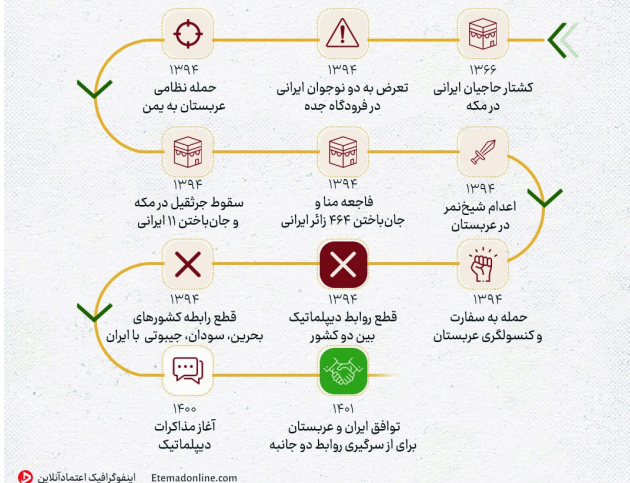 ۱۳۶۶
کشتار حاجیان ایرانی
در مکه
۱۳۹۴
تعرض به دو نوجوان ایرانی
در فرودگاه جده
۱۳۹۴
حمله نظامی
عربستان به یمن
۱۳۹۴
سقوط جرثقیل در مکه
و جان‌باختن ۱۱ ایرانی
۱۳۹۴
فاجعه منا و
جان‌باختن ۴۶۴ زائر ایرانی
۱۳۹۴
اعدام شیخ‌نمر
در عربستان
۱۳۹۴
حمله به سفارت
و کنسولگری عربستان
۱۳۹۴
قطع روابط دیپلماتیک
بین دو کشور
۱۳۹۴
قطع رابطه کشورهای
بحرین، سودان، جیبوتی با ایران
۱۴۰۰
آغاز مذاکرات
دیپلماتیک
۱۴۰۱
توافق ایران و عربستان
برای از سرگیری روابط دو جانبه
اینفوگرافیک اعتمادآنلاین Etemadonline.com